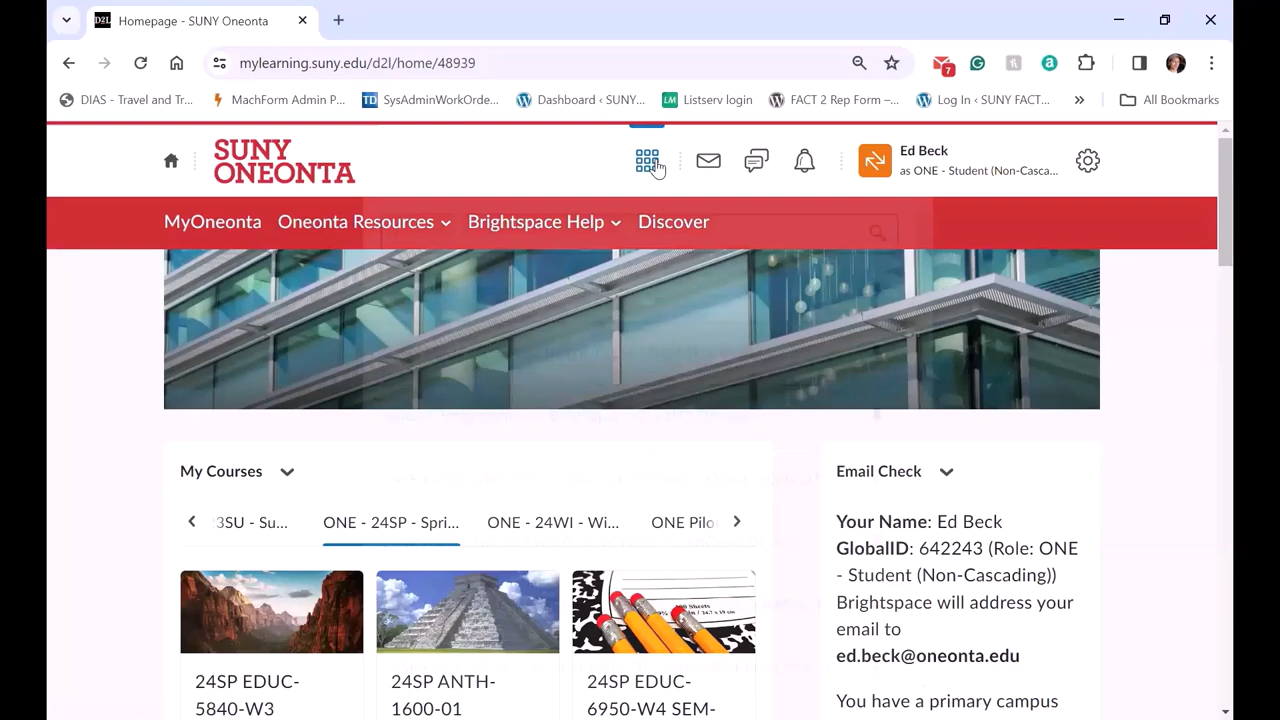 D2L Homepage - SUNY Oneonta
mylearning.suny.edu/d2l/home/48939
7
DIAS - Travel and Tr... MachForm Admin P... TD SysAdminWorkOrde... Dashboard ‹ SUNY... LM Listserv login FACT 2 Rep Form –... Log In ‹ SUNY FACT... » All Bookmarks
SUNY
ONEONTA
Ed Beck
as ONE - Student (Non-Casca...
MyOneonta Oneonta Resources Brightspace Help Discover
My Courses
3SU - Su... ONE - 24SP - Spri... ONE - 24WI - Wi... ONE Pilo
24SP EDUC-
5840-W3
24SP ANTH-
1600-01
24SP EDUC-
6950-W4 SEM-
Email Check
Your Name: Ed Beck
GlobalID: 642243 (Role: ONE
- Student (Non-Cascading))
Brightspace will address your
email to
ed.beck@oneonta.edu
You have a primary campus